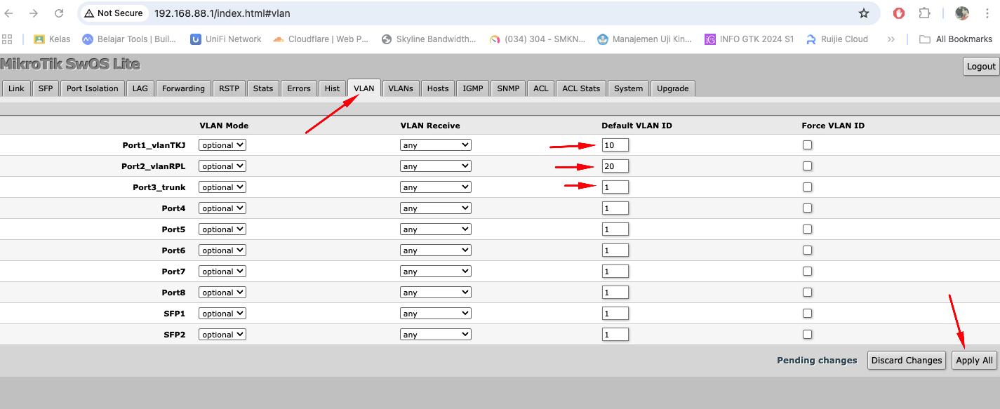 Not Secure 192.168.88.1/index.html#vlan
Kelas Belajar Tools | Buil... UniFi Network Cloudflare | Web P... Skyline Bandwidth... (034) 304 - SMKN... Manajemen Uji Kin... INFO GTK 2024 S1 Ruijie Cloud All Bookmarks
MikroTik SwOS Lite
Logout
Link SFP Port Isolation LAG Forwarding RSTP Stats Errors Hist VLAN VLANs Hosts IGMP SNMP ACL ACL Stats System Upgrade
VLAN Mode VLAN Receive Default VLAN ID Force VLAN ID
Port1_vlanTKJ optional any 10
Port2_vlanRPL optional any 20
Port3_trunk optional any 1
Port4 optional any 1
Port5 optional any 1
Port6 optional any 1
Port7 optional any 1
Port8 optional any 1
SFP1 optional any 1
SFP2 optional any 1
Pending changes Discard Changes Apply All